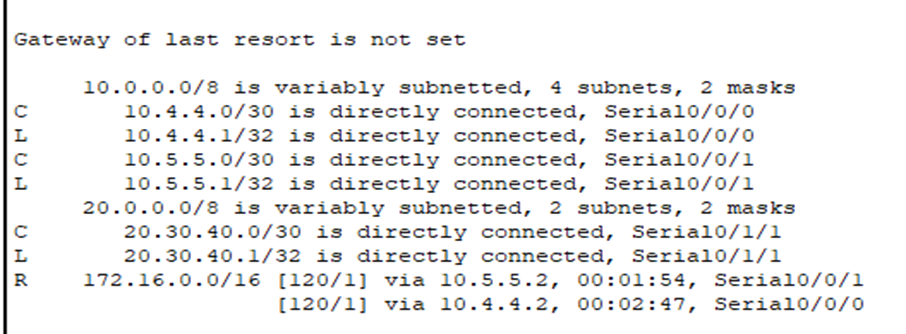 Gateway of last resort is not set
10.0.0.0/8 is variably subnetted, 4 subnets, 2 masks
C 10.4.4.0/30 is directly connected, Serial0/0/0
L 10.4.4.1/32 is directly connected, Serial0/0/0
C 10.5.5.0/30 is directly connected, Serial0/0/1
L 10.5.5.1/32 is directly connected, Serial0/0/1
20.0.0.0/8 is variably subnetted, 2 subnets, 2 masks
C 20.30.40.0/30 is directly connected, Serial0/1/1
L 20.30.40.1/32 is directly connected, Serial0/1/1
R 172.16.0.0/16 [120/1] via 10.5.5.2, 00:01:54, Serial0/0/1
[120/1] via 10.4.4.2, 00:02:47, Serial0/0/0